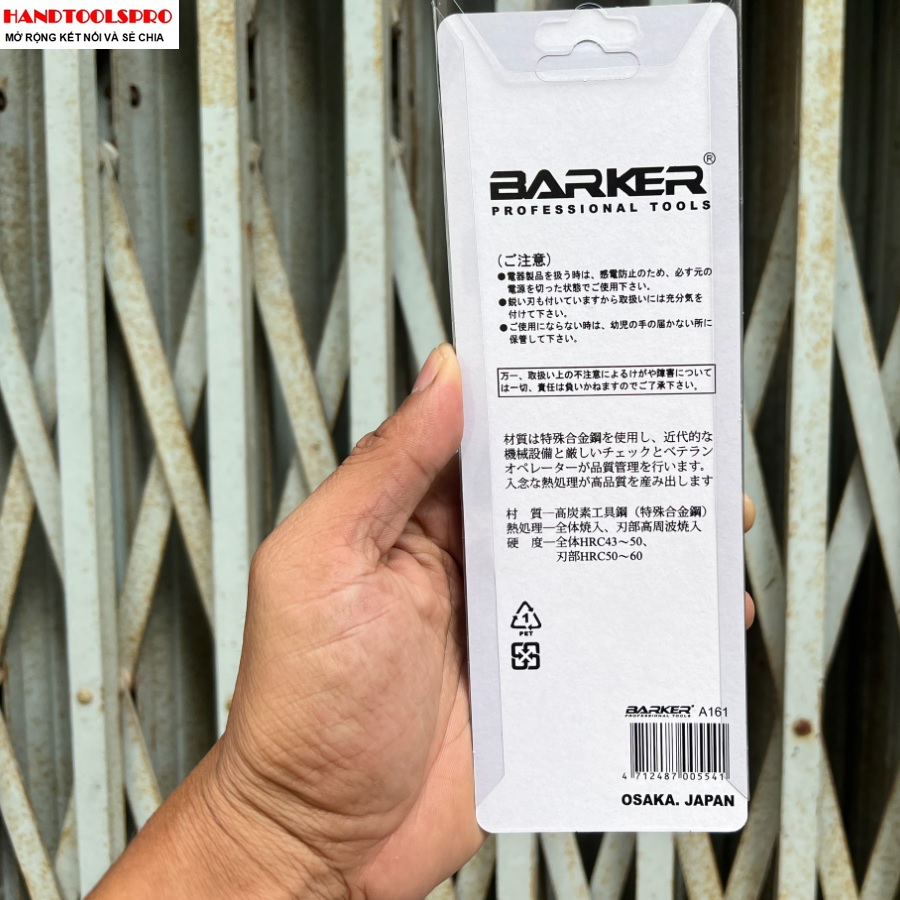 HANDTOOLSPRO
MỞ RỘNG KẾT NỐI VÀ SẺ CHIA
BARKER®
PROFESSIONAL TOOLS
（ご注意）
●電器製品を扱う時は、感電防止のため、必す元の
電源を切った状態でご使用下さい。
●鋭い刃も付いていますから取扱いには充分気を
付けて下さい。
●ご使用にならない時は、幼児の手の届かない所に
保管して下さい。
万一、取扱い上の不注意によるけがや障害について
は一切、責任は負いかねますのでご了承下さい。
材質は特殊合金鋼を使用し、近代的な
機械設備と厳しいチェックとベテラン
オペレーターが品質管理を行います。
入念な熱処理が高品質を産み出します
材　質—高炭素工具鋼（特殊合金鋼）
熱処理—全体焼入、刃部高周波焼入
硬　度—全体HRC43～50、
刃部HRC50～60
1
PET
BARKER® A161
PROFESSIONAL TOOLS
4 712487 005541
OSAKA. JAPAN